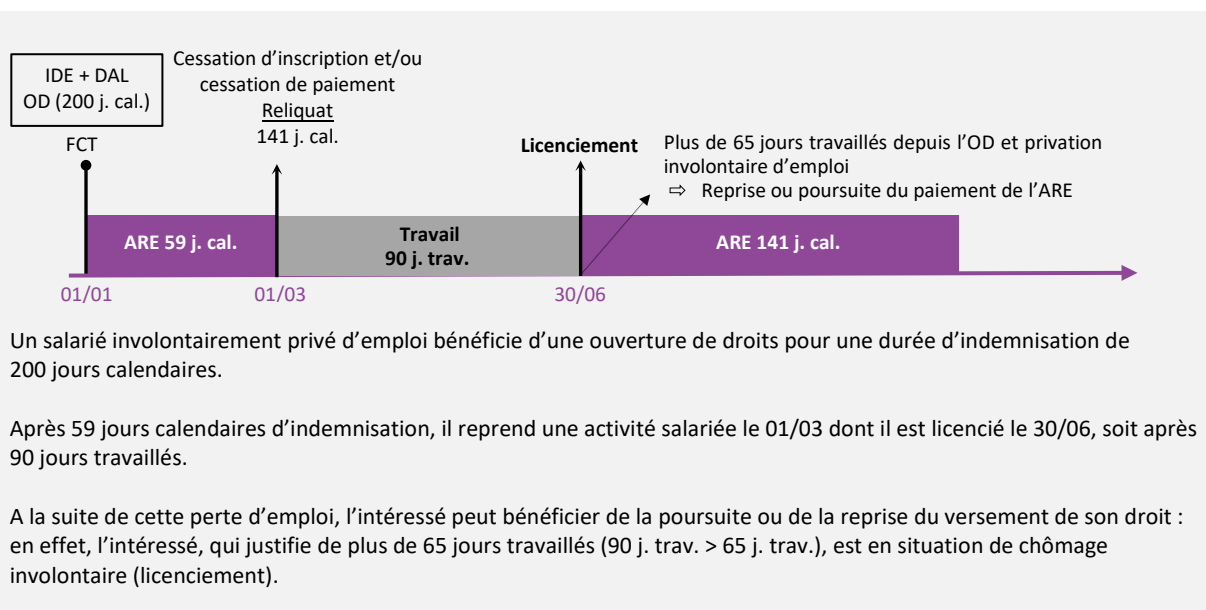 IDE + DAL
OD (200 j. cal.)
FCT
Cessation d’inscription et/ou
cessation de paiement
Reliquat
141 j. cal.
Licenciement
Plus de 65 jours travaillés depuis l’OD et privation
involontaire d’emploi
⇨ Reprise ou poursuite du paiement de l’ARE
ARE 59 j. cal.
Travail
90 j. trav.
ARE 141 j. cal.
01/01
01/03
30/06
Un salarié involontairement privé d’emploi bénéficie d’une ouverture de droits pour une durée d’indemnisation de
200 jours calendaires.
Après 59 jours calendaires d’indemnisation, il reprend une activité salariée le 01/03 dont il est licencié le 30/06, soit après
90 jours travaillés.
A la suite de cette perte d’emploi, l’intéressé peut bénéficier de la poursuite ou de la reprise du versement de son droit :
en effet, l’intéressé, qui justifie de plus de 65 jours travaillés (90 j. trav. > 65 j. trav.), est en situation de chômage
involontaire (licenciement).